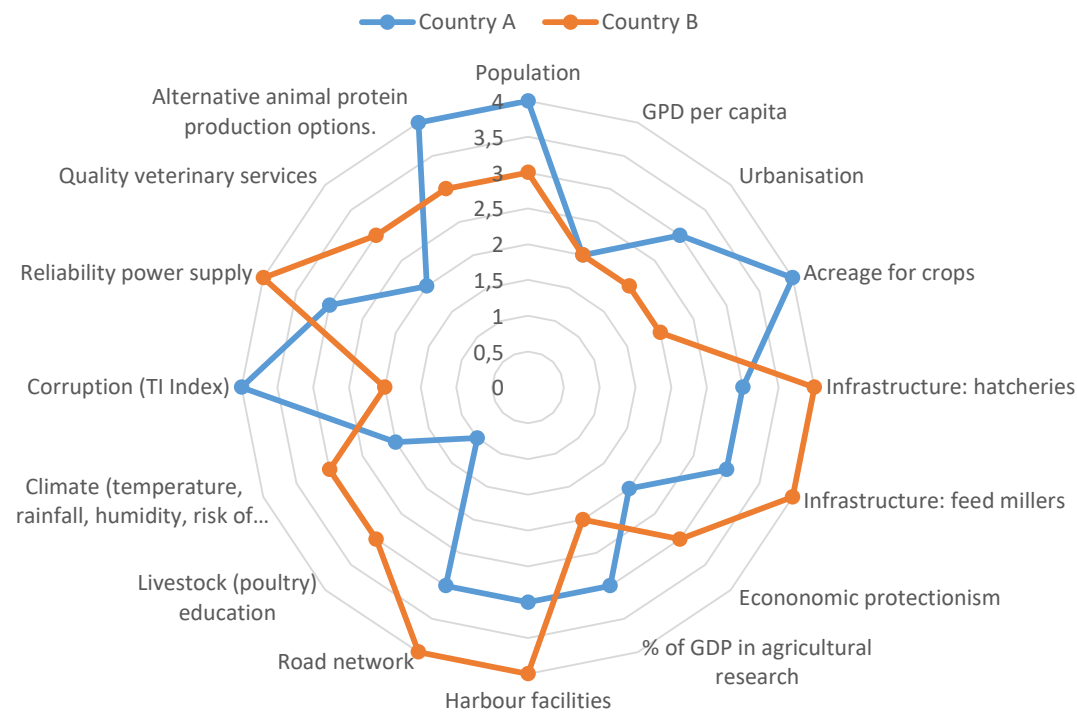 Country A
Country B
Population
GPD per capita
Urbanisation
Acreage for crops
Infrastructure: hatcheries
Infrastructure: feed millers
Econonomic protectionism
% of GDP in agricultural
research
Harbour facilities
Road network
Livestock (poultry)
education
Climate (temperature,
rainfall, humidity, risk of…
Corruption (TI Index)
Reliability power supply
Quality veterinary services
Alternative animal protein
production options.
4
3,5
3
2,5
2
1,5
1
0,5
0